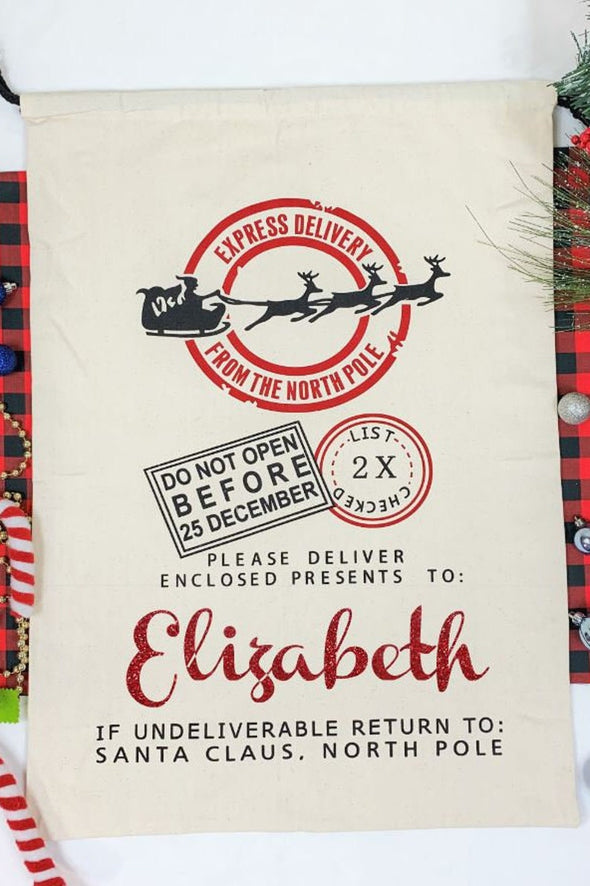 EXPRESS DELIVERY
FROM THE NORTH POLE
DO NOT OPEN
BEFORE
25 DECEMBER
LIST
2X
CHECKED
PLEASE DELIVER
ENCLOSED PRESENTS TO:
Elizabeth
IF UNDELIVERABLE RETURN TO:
SANTA CLAUS, NORTH POLE